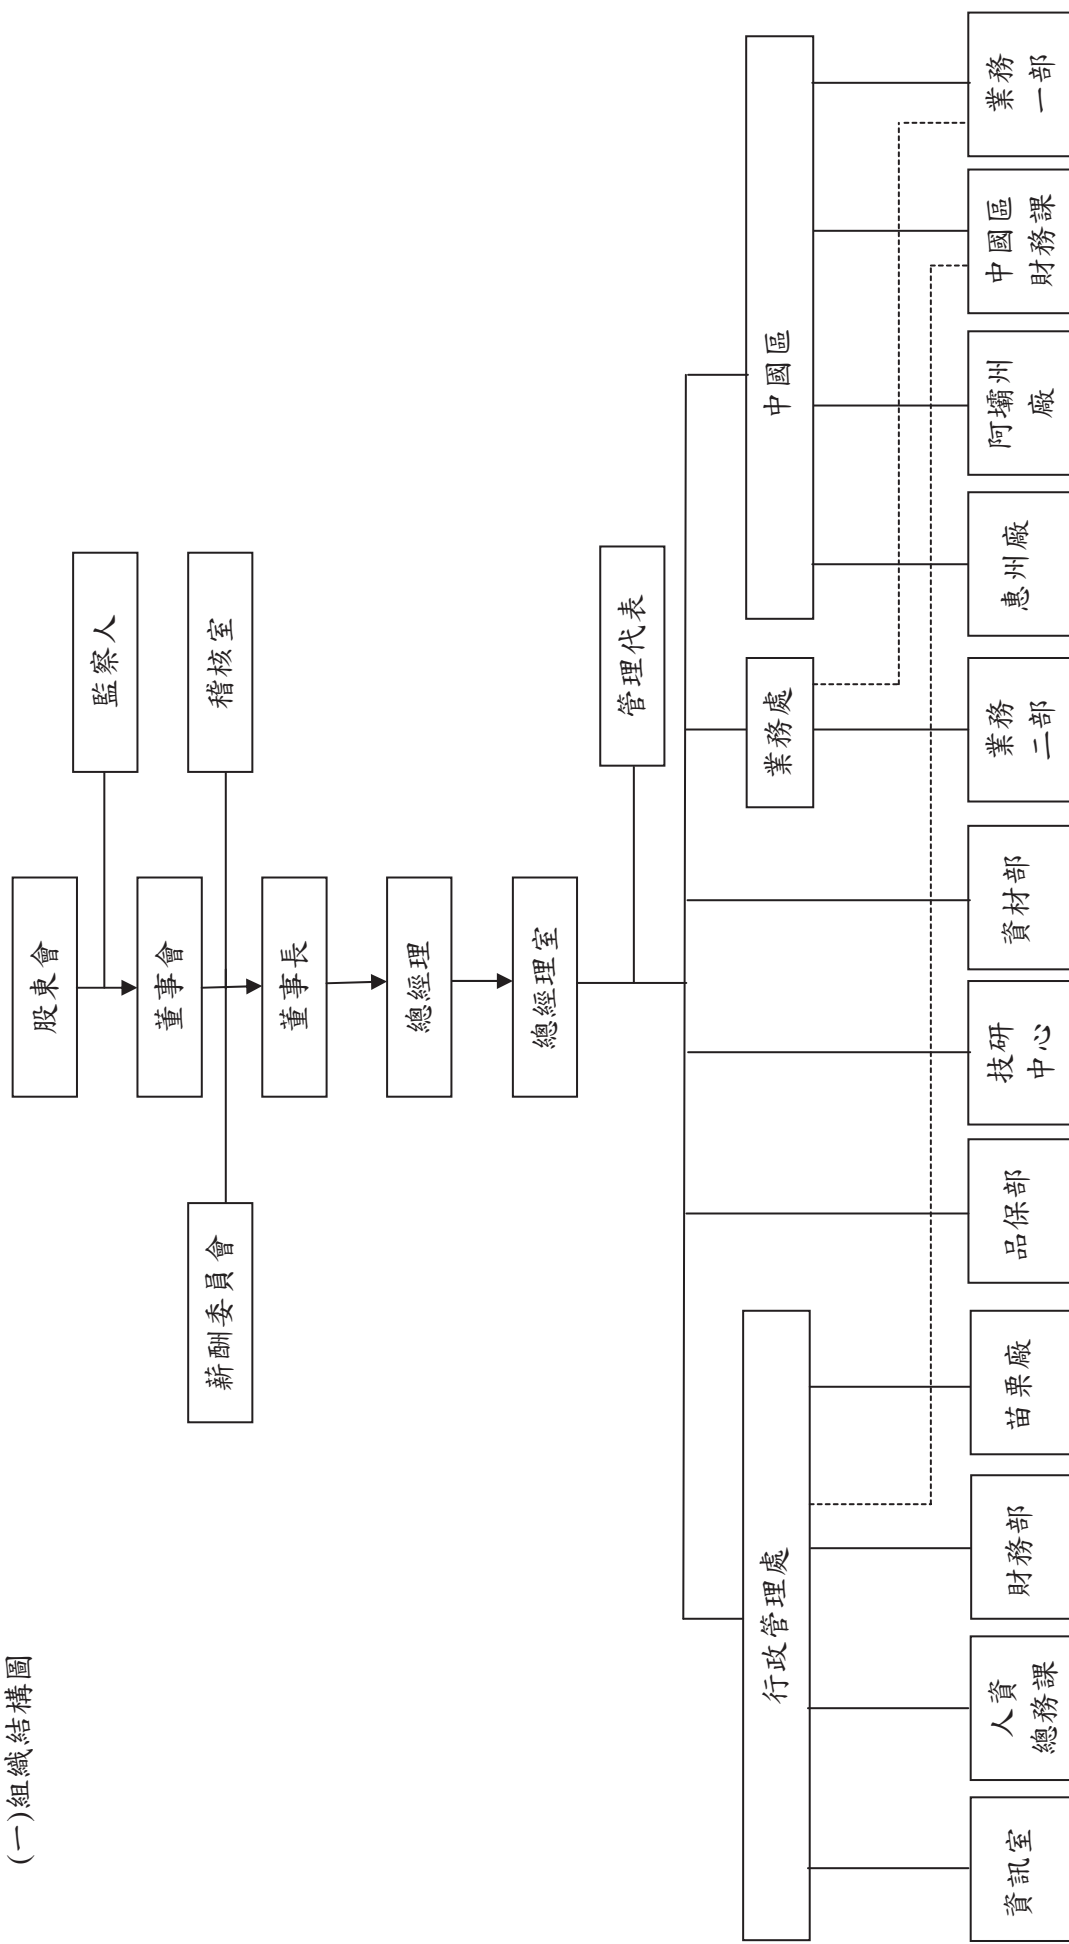 (一)組織結構圖
股東會
監察人
董事會
薪酬委員會
稽核室
董事長
總經理
總經理室
管理代表
行政管理處
業務處
中國區
資訊室
人資
總務課
財務部
苗栗廠
品保部
技研
中心
資材部
業務
二部
惠州廠
阿壩州
廠
中國區
財務課
業務
一部